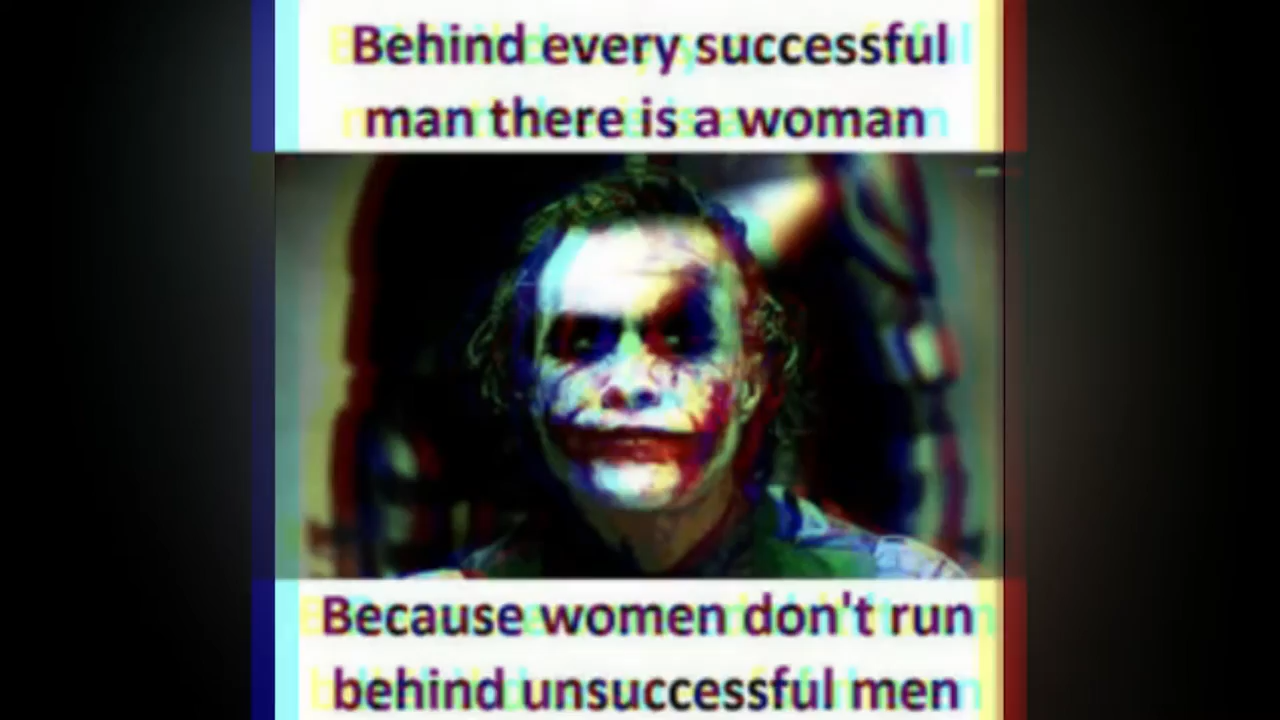 Behind every successful
man there is a woman
Because women don't run
behind unsuccessful men